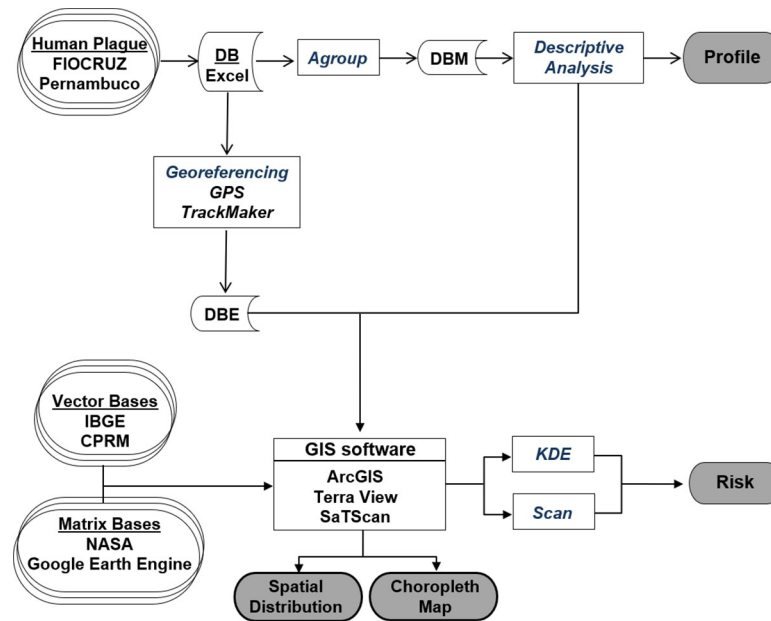 Human Plague
FIOCRUZ
Pernambuco
DB
Excel
Agroup
DBM
Descriptive
Analysis
Profile
Georeferencing
GPS
TrackMaker
DBE
Vector Bases
IBGE
CPRM
Matrix Bases
NASA
Google Earth Engine
GIS software
ArcGIS
Terra View
SaTScan
KDE
Scan
Risk
Spatial
Distribution
Choropleth
Map